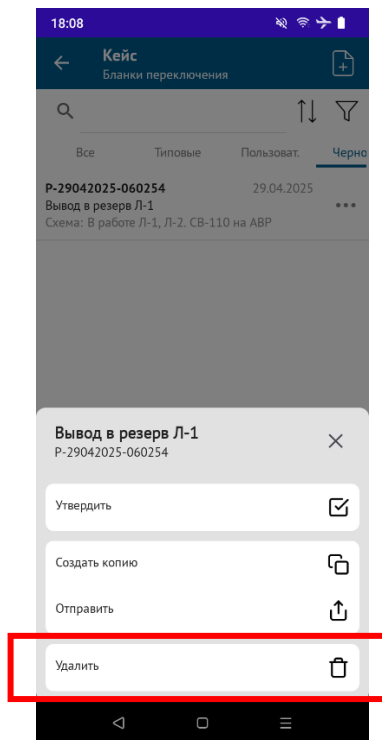 18:08
Кейс
Бланки переключения
Все Типовые Пользоват. Черно
P-29042025-060254 29.04.2025
Вывод в резерв Л-1
Схема: В работе Л-1, Л-2. СВ-110 на АВР
Вывод в резерв Л-1
P-29042025-060254
Утвердить
Создать копию
Отправить
Удалить